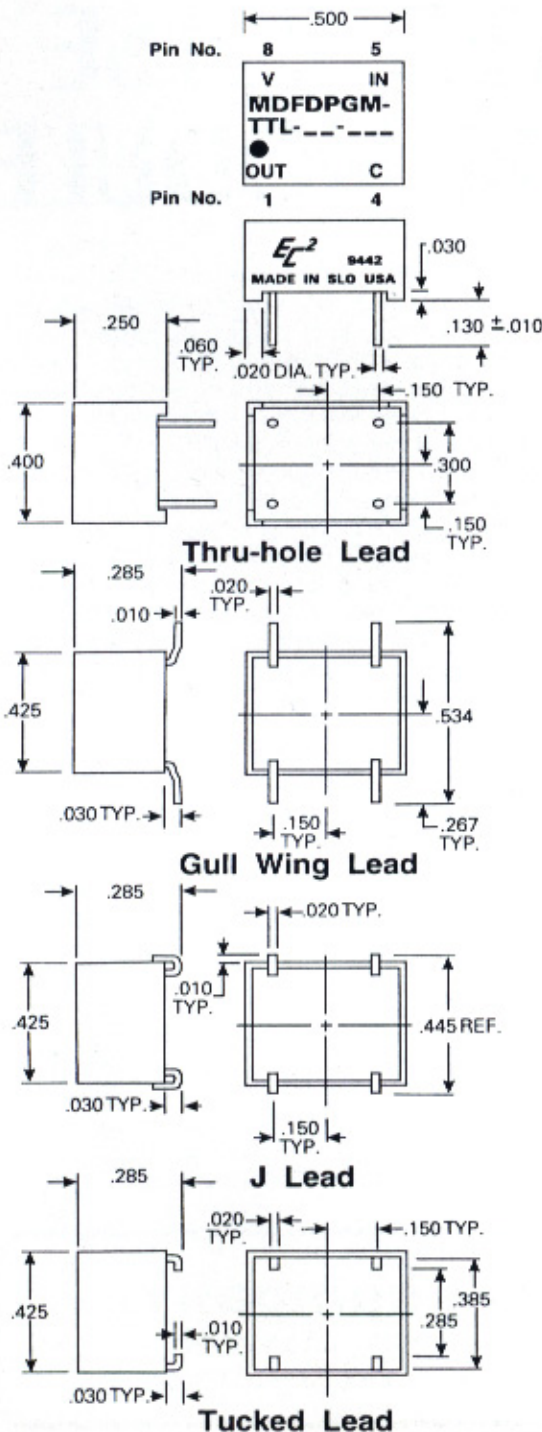 .500
Pin No. 8 5
V IN
MDFDPGM-
TTL-__-___
OUT C
Pin No. 1 4
EC²
9442
MADE IN SLO USA
.030
.130 ±.010
.250
.060
TYP.
.020 DIA. TYP.
.150 TYP.
.400
.300
.150
TYP.
Thru-hole Lead
.285
.010
.020
TYP.
.425
.534
.030 TYP.
.150
TYP.
.267
TYP.
Gull Wing Lead
.285
.020 TYP.
.010
TYP.
.425
.445 REF.
.030 TYP.
.150
TYP.
J Lead
.285
.020
TYP.
.150 TYP.
.425
.385
.285
.010
TYP.
.030 TYP.
Tucked Lead